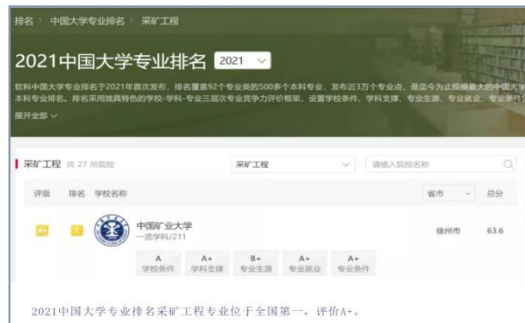 排名 > 中国大学专业排名 > 采矿工程
2021中国大学专业排名 2021
软科中国大学专业排名于2021年首次发布，排名覆盖92个专业类的500多个本科专业，发布近3万个专业点，是迄今为止规模最大的中国大学
本科专业排名。排名采用独具特色的学校-学科-专业三层次专业竞争力评价框架，设置学校条件、学科支撑、专业生源、专业就业、专业条件
展开全部
采矿工程 共 27 所院校 采矿工程 请输入院校名称
评级 排名 学校名称 省市 总分
A+ 1 中国矿业大学 徐州市 63.6
一流学科/211
A A+ B+ A+ A+
学校条件 学科支撑 专业生源 专业就业 专业条件
2021中国大学专业排名采矿工程专业位于全国第一，评价A+。